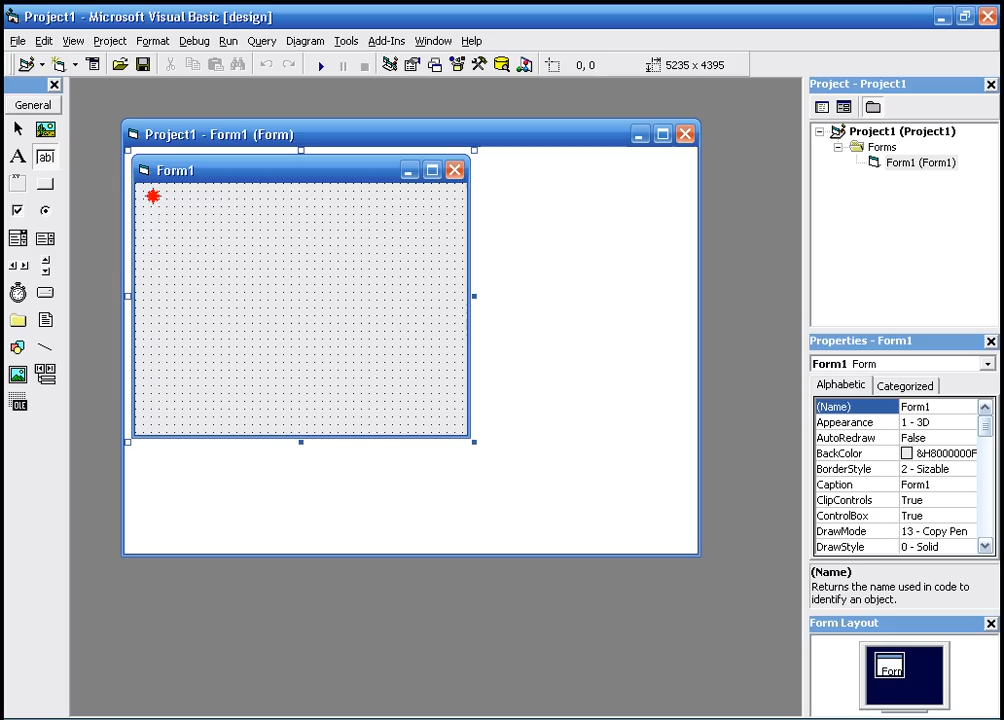 Project1 - Microsoft Visual Basic [design]
File Edit View Project Format Debug Run Query Diagram Tools Add-Ins Window Help
0, 0 5235 x 4395
General
A ab|
XY
OLE
Project1 - Form1 (Form)
Form1
Project - Project1
Project1 (Project1)
Forms
Form1 (Form1)
Properties - Form1
Form1 Form
Alphabetic Categorized
(Name) Form1
Appearance 1 - 3D
AutoRedraw False
BackColor &H8000000F
BorderStyle 2 - Sizable
Caption Form1
ClipControls True
ControlBox True
DrawMode 13 - Copy Pen
DrawStyle 0 - Solid
(Name)
Returns the name used in code to
identify an object.
Form Layout
Form